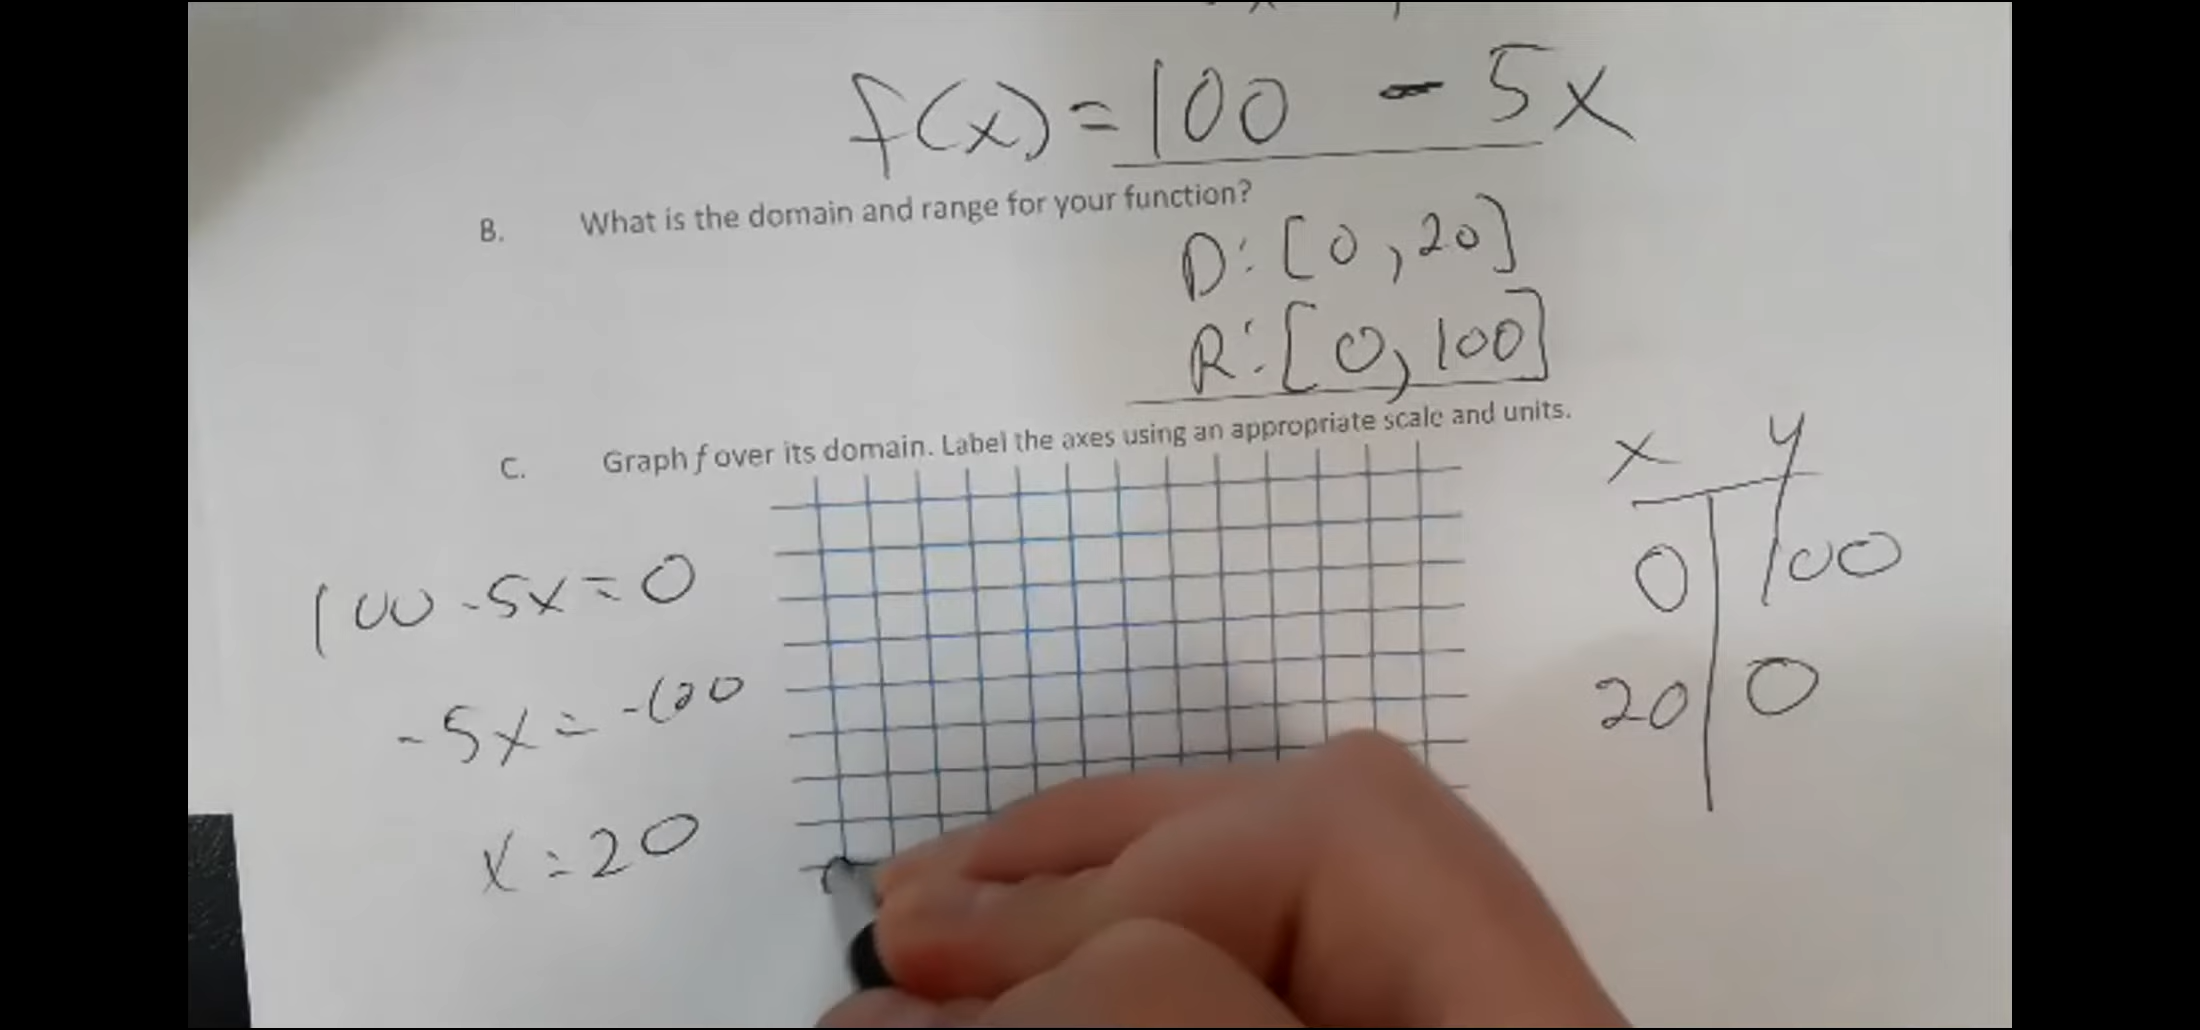 f(x) = 100 - 5x
B. What is the domain and range for your function?
D: [0, 20]
R: [0, 100]
C. Graph f over its domain. Label the axes using an appropriate scale and units.
x y
0 100
20 0
100 - 5x = 0
- 5x = -100
x = 20